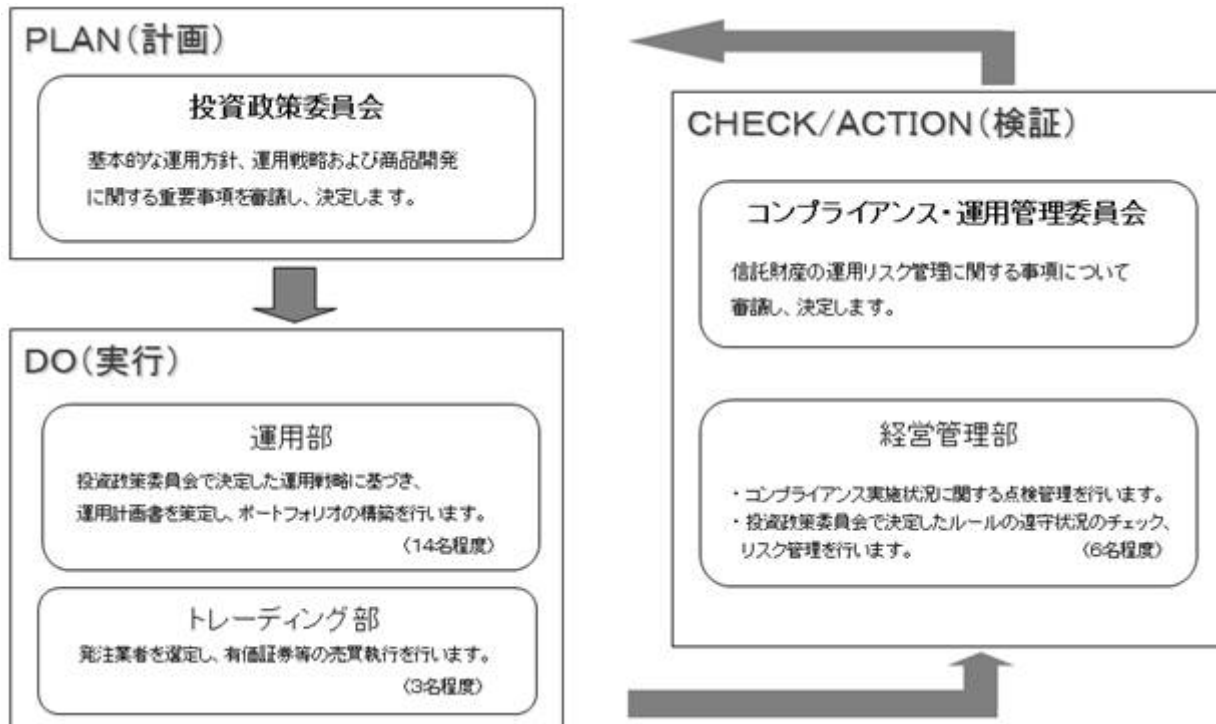 PLAN(計画)
投資政策委員会
基本的な運用方針、運用戦略および商品開発
に関する重要事項を審議し、決定します。
DO(実行)
運用部
投資政策委員会で決定した運用戦略に基づき、
運用計画書を策定し、ポートフォリオの構築を行います。
(14名程度)
トレーディング部
発注業者を選定し、有価証券等の売買執行を行います。
(3名程度)
CHECK/ACTION(検証)
コンプライアンス・運用管理委員会
信託財産の運用リスク管理に関する事項について
審議し、決定します。
経営管理部
・コンプライアンス実施状況に関する点検管理を行います。
・投資政策委員会で決定したルールの遵守状況のチェック、
リスク管理を行います。 (6名程度)